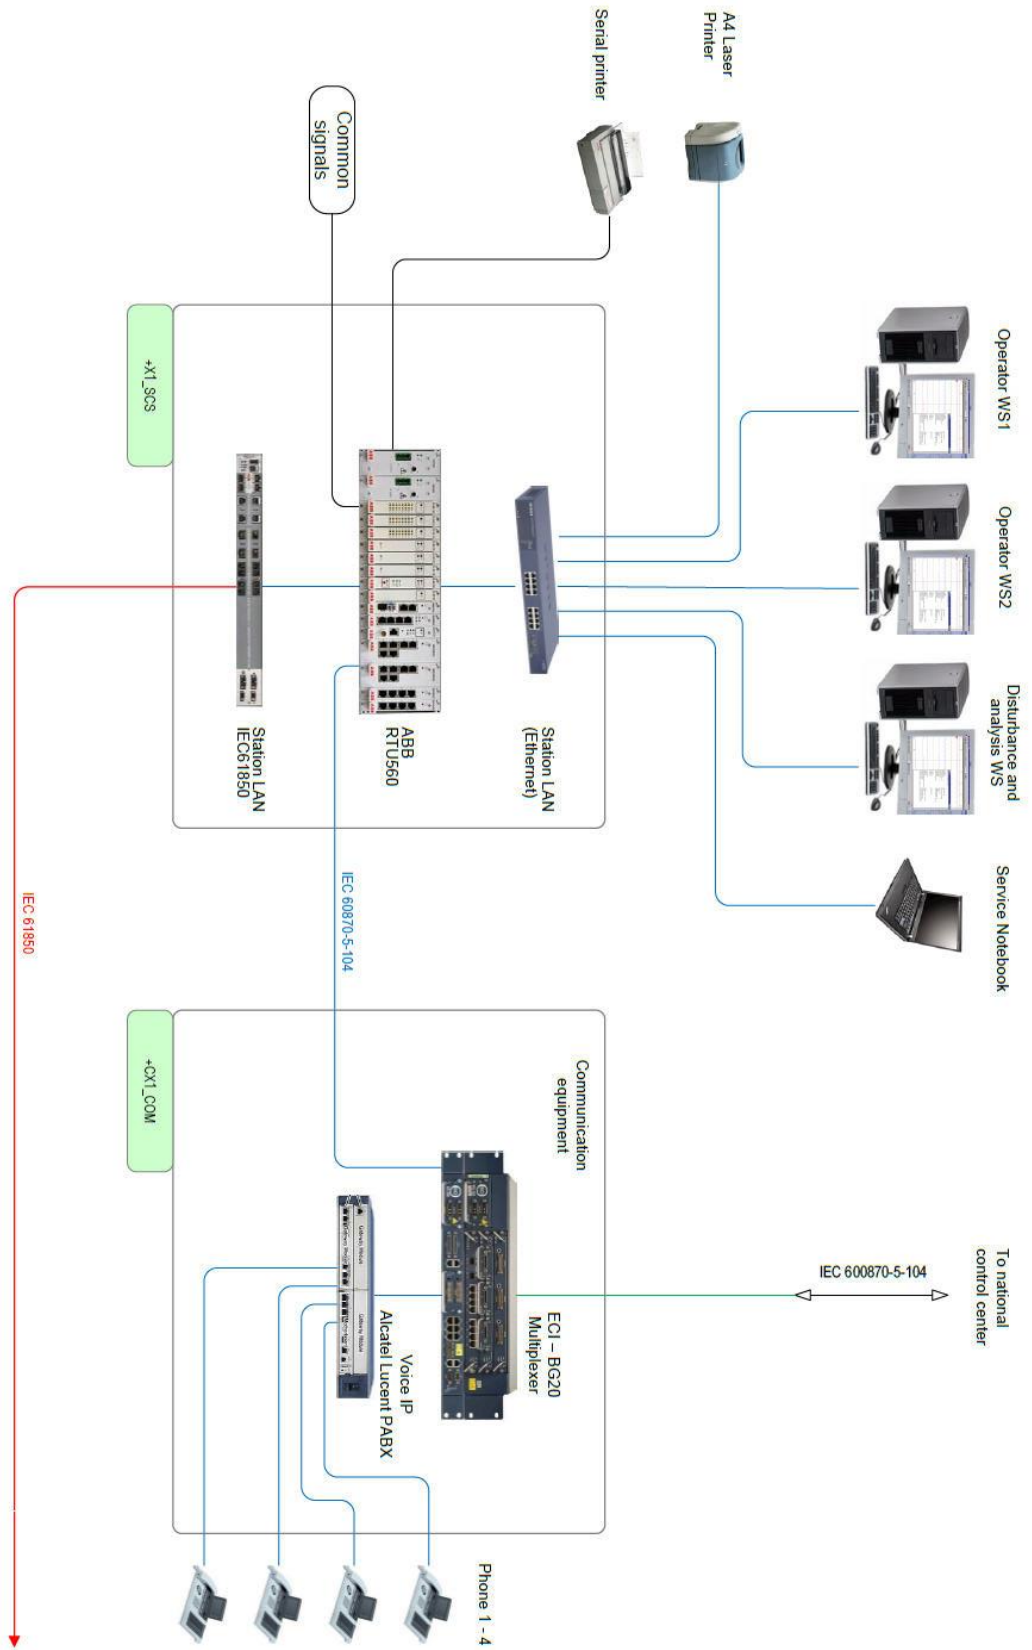 Operator WS1
Operator WS2
Disturbance and
analysis WS
Service Notebook
To national
control center
A4 Laser
Printer
Serial printer
IEC 600870-5-104
Communication
equipment
Station LAN
(Ethernet)
ECI – BG20
Multiplexer
Common
signals
ABB
RTU560
IEC 60870-5-104
Voice IP
Alcatel Lucent PABX
Phone 1 - 4
Station LAN
IEC61850
+X1_SCS
+CX1_COM
IEC 61850